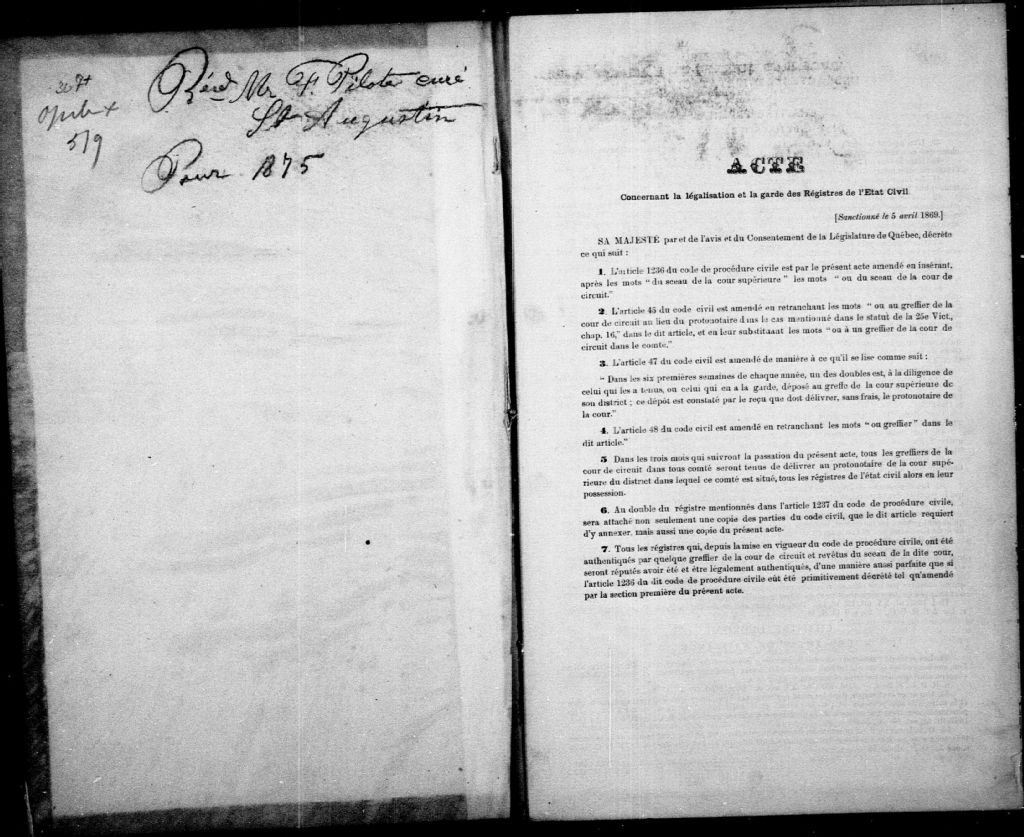 Révd Mr F. Pilote curé
St Augustin
Pour 1875
5/9
ACTE
Concernant la légalisation et la garde des Régistres de l'Etat Civil
[Sanctionné le 5 avril 1869.]
SA MAJESTÉ par et de l'avis et du Consentement de la Législature de Québec, décrète
ce qui suit :
1. L'article 1236 du code de procédure civile est par le présent acte amendé en insérant,
après les mots " du sceau de la cour supérieure " les mots " ou du sceau de la cour de
circuit."
2. L'article 45 du code civil est amendé en retranchant les mots " ou au greffier de la
cour de circuit au lieu du protonotaire dans le cas mentionné dans le statut de la 25e Vict.,
chap. 16," dans le dit article, et en leur substituant les mots " ou à un greffier de la cour de
circuit dans le comté,".
3. L'article 47 du code civil est amendé de manière à ce qu'il se lise comme suit :
" Dans les six premières semaines de chaque année, un des doubles est, à la diligence de
celui qui les a tenus, ou celui qui en a la garde, déposé au greffe de la cour supérieure de
son district ; ce dépôt est constaté par le reçu que doit délivrer, sans frais, le protonotaire de
la cour."
4. L'article 48 du code civil est amendé en retranchant les mots " ou greffier " dans le
dit article."
5 Dans les trois mois qui suivront la passation du présent acte, tous les greffiers de la
cour de circuit dans tous comté seront tenus de délivrer au protonotaire de la cour supé-
rieure du district dans lequel ce comté est situé, tous les régistres de l'état civil alors en leur
possession.
6. Au double du régistre mentionnés dans l'article 1237 du code de procédure civile,
sera attaché non seulement une copie des parties du code civil, que le dit article requiert
d'y annexer, mais aussi une copie du présent acte.
7. Tous les régistres qui, depuis la mise en vigueur du code de procédure civile, ont été
authentiqués par quelque greffier de la cour de circuit et revêtus du sceau de la dite cour,
seront réputés avoir été et être légalement authentiqués, d'une manière aussi parfaite que si
l'article 1236 du dit code de procédure civile eût été primitivement décrété tel qu'amendé
par la section première du présent acte.